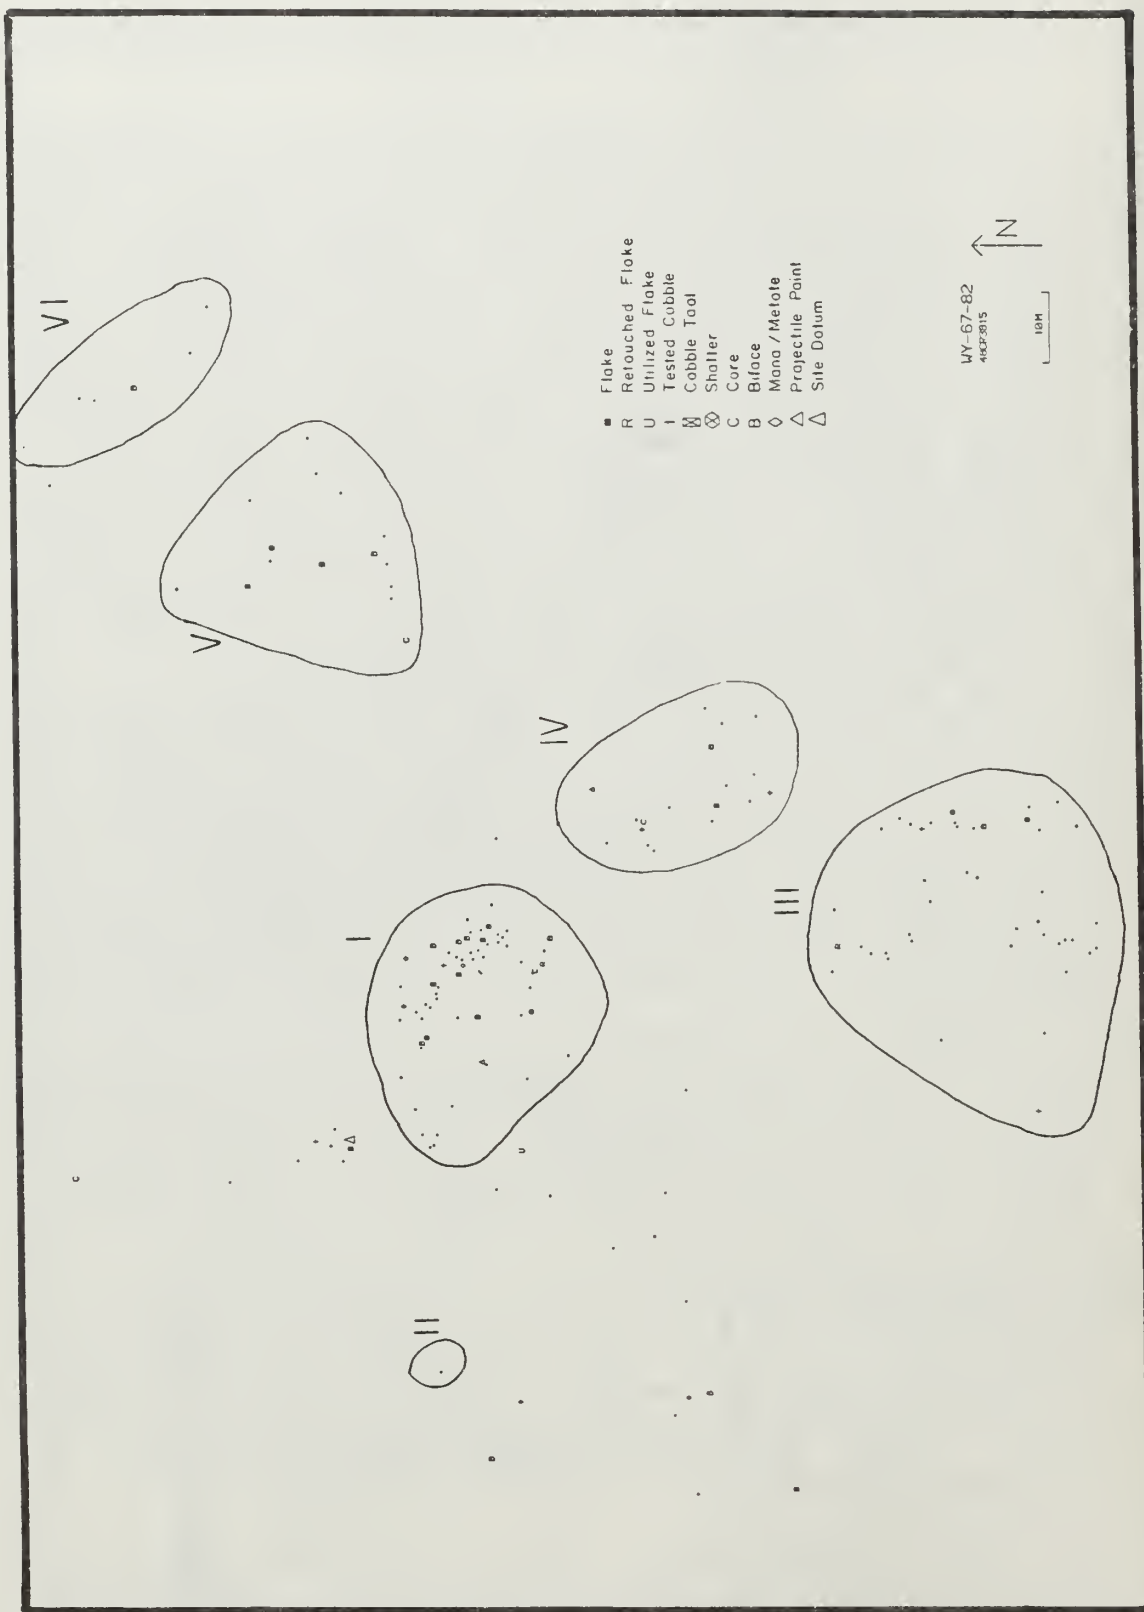 VI
V
IV
I
III
II
Flake
R Retouched Flake
U Utilized Flake
I Tested Cobble
Cobble Tool
Shatter
C Core
B Biface
Mano / Metate
Projectile Point
Site Datum
WY-67-82
10M
N